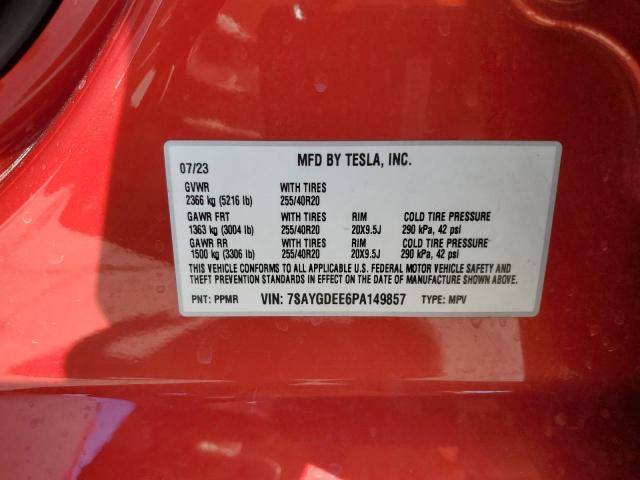 MFD BY TESLA, INC.
07/23
GVWR WITH TIRES
2366 kg (5216 lb) 255/40R20
GAWR FRT WITH TIRES RIM COLD TIRE PRESSURE
1363 kg (3004 lb) 255/40R20 20X9.5J 290 kPa, 42 psi
GAWR RR WITH TIRES RIM COLD TIRE PRESSURE
1500 kg (3306 lb) 255/40R20 20X9.5J 290 kPa, 42 psi
THIS VEHICLE CONFORMS TO ALL APPLICABLE U.S. FEDERAL MOTOR VEHICLE SAFETY AND
THEFT PREVENTION STANDARDS IN EFFECT ON THE DATE OF MANUFACTURE SHOWN ABOVE.
PNT: PPMR VIN: 7SAYGDEE6PA149857 TYPE: MPV